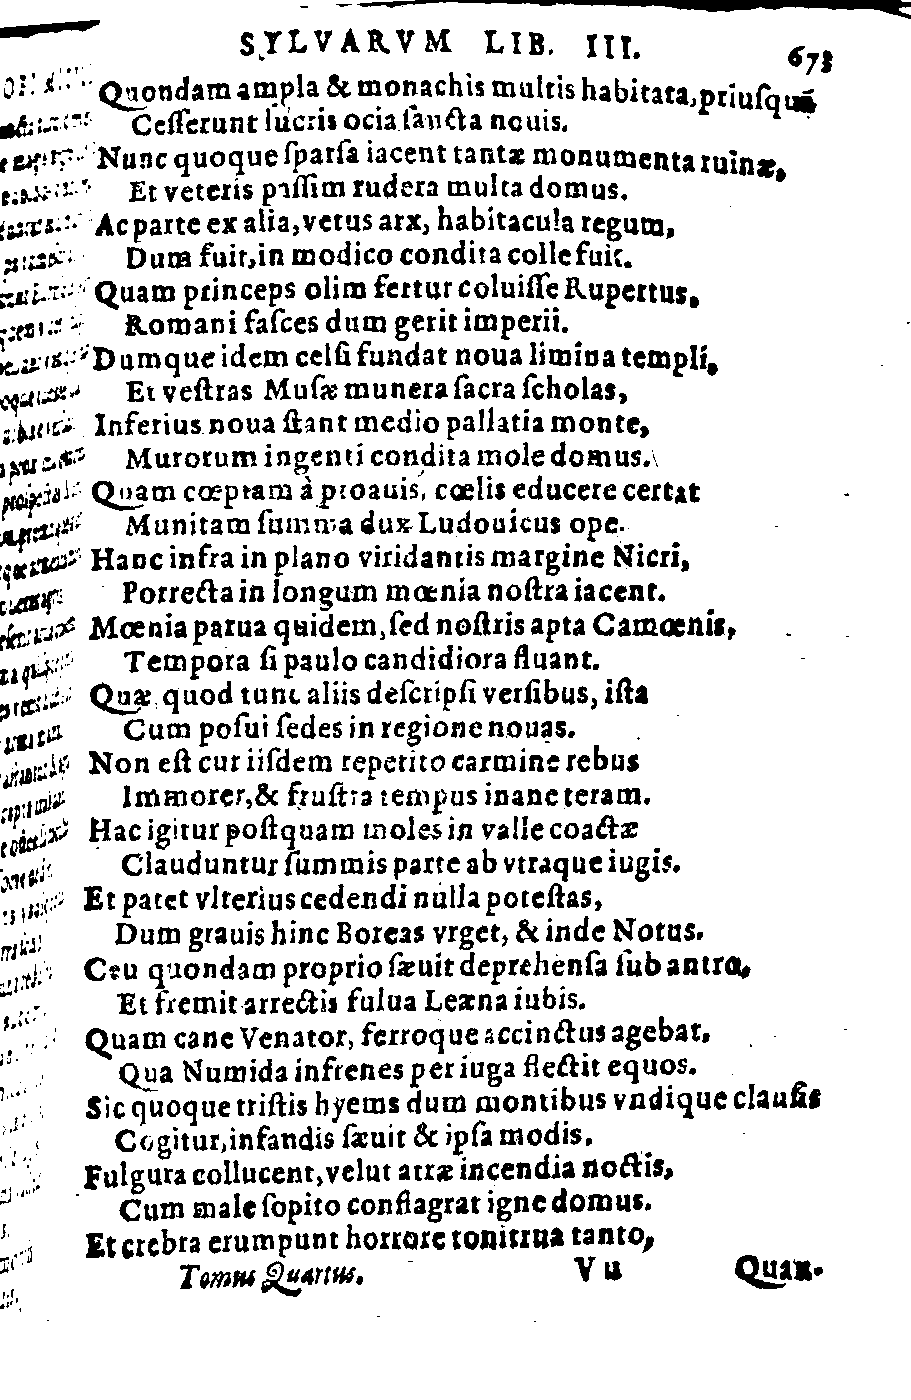 SYLVARVM LIB. III. 673
Quondam ampla & monachis multis habitata, priuſquã
Ceſſerunt lucris ocia ſancta nouis.
Nunc quoque ſparſa iacent tantæ monumenta ruinæ,
Et veteris paſſim rudera multa domus.
Ac parte ex alia, vetus arx, habitacula regum,
Dum fuit, in modico condita colle fuit.
Quam princeps olim fertur coluiſſe Rupertus,
Romani faſces dum gerit imperii.
Dumque idem celſi fundat noua limina templi,
Et veſtras Muſæ munera ſacra ſcholas,
Inferius noua ſtant medio pallatia monte,
Murorum ingenti condita mole domus.
Quam cœptam à proauis, cœlis educere certat
Munitam ſumma dux Ludouicus ope.
Hanc infra in plano viridantis margine Nicri,
Porrecta in longum mœnia noſtra iacent.
Mœnia parua quidem, ſed noſtris apta Camœnis,
Tempora ſi paulo candidiora fluant.
Quæ quod tunc aliis deſcripſi verſibus, iſta
Cum poſui ſedes in regione nouas.
Non eſt cur iiſdem repetito carmine rebus
Immorer, & fruſtra tempus inane teram.
Hac igitur poſtquam moles in valle coactæ
Clauduntur ſummis parte ab vtraque iugis.
Et patet vlterius cedendi nulla poteſtas,
Dum grauis hinc Boreas vrget, & inde Notus.
Ceu quondam proprio ſæuit deprehenſa ſub antro,
Et fremit arrectis fulua Leæna iubis.
Quam cane Venator, ferroque accinctus agebat,
Qua Numida infrenes per iuga flectit equos.
Sic quoque triſtis hyems dum montibus vndique clauſis
Cogitur, infandis ſæuit & ipſa modis.
Fulgura collucent, velut atræ incendia noctis,
Cum male ſopito conflagrat igne domus.
Et crebra erumpunt horrore tonitrua tanto,
Tomus Quartus. Vu Quan-